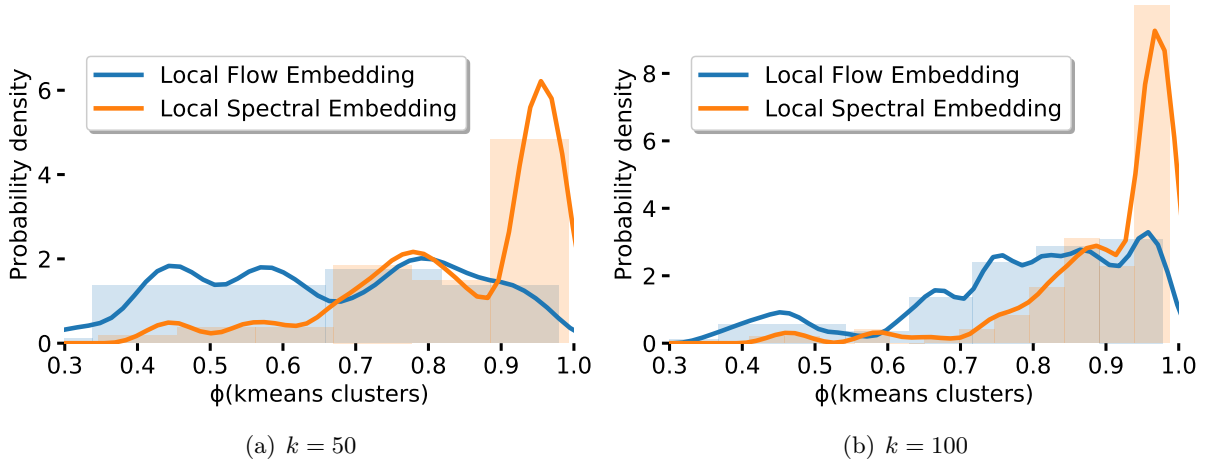 Local Flow Embedding
Local Spectral Embedding
Probability density
6
4
2
0
0.3 0.4 0.5 0.6 0.7 0.8 0.9 1.0
ϕ(kmeans clusters)
(a) k = 50
Local Flow Embedding
Local Spectral Embedding
Probability density
8
6
4
2
0
0.3 0.4 0.5 0.6 0.7 0.8 0.9 1.0
ϕ(kmeans clusters)
(b) k = 100